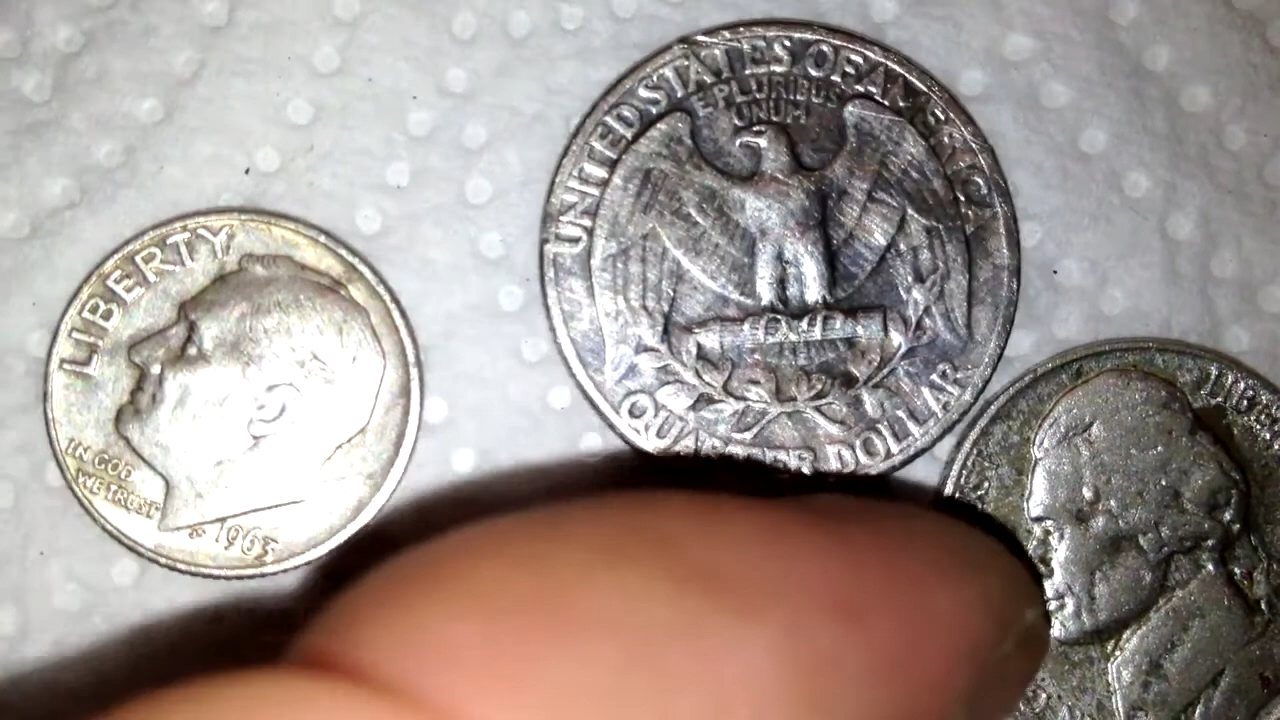 LIBERTY
IN GOD
WE TRUST
1963
UNITED STATES OF AMERICA
E PLURIBUS
UNUM
QUARTER DOLLAR